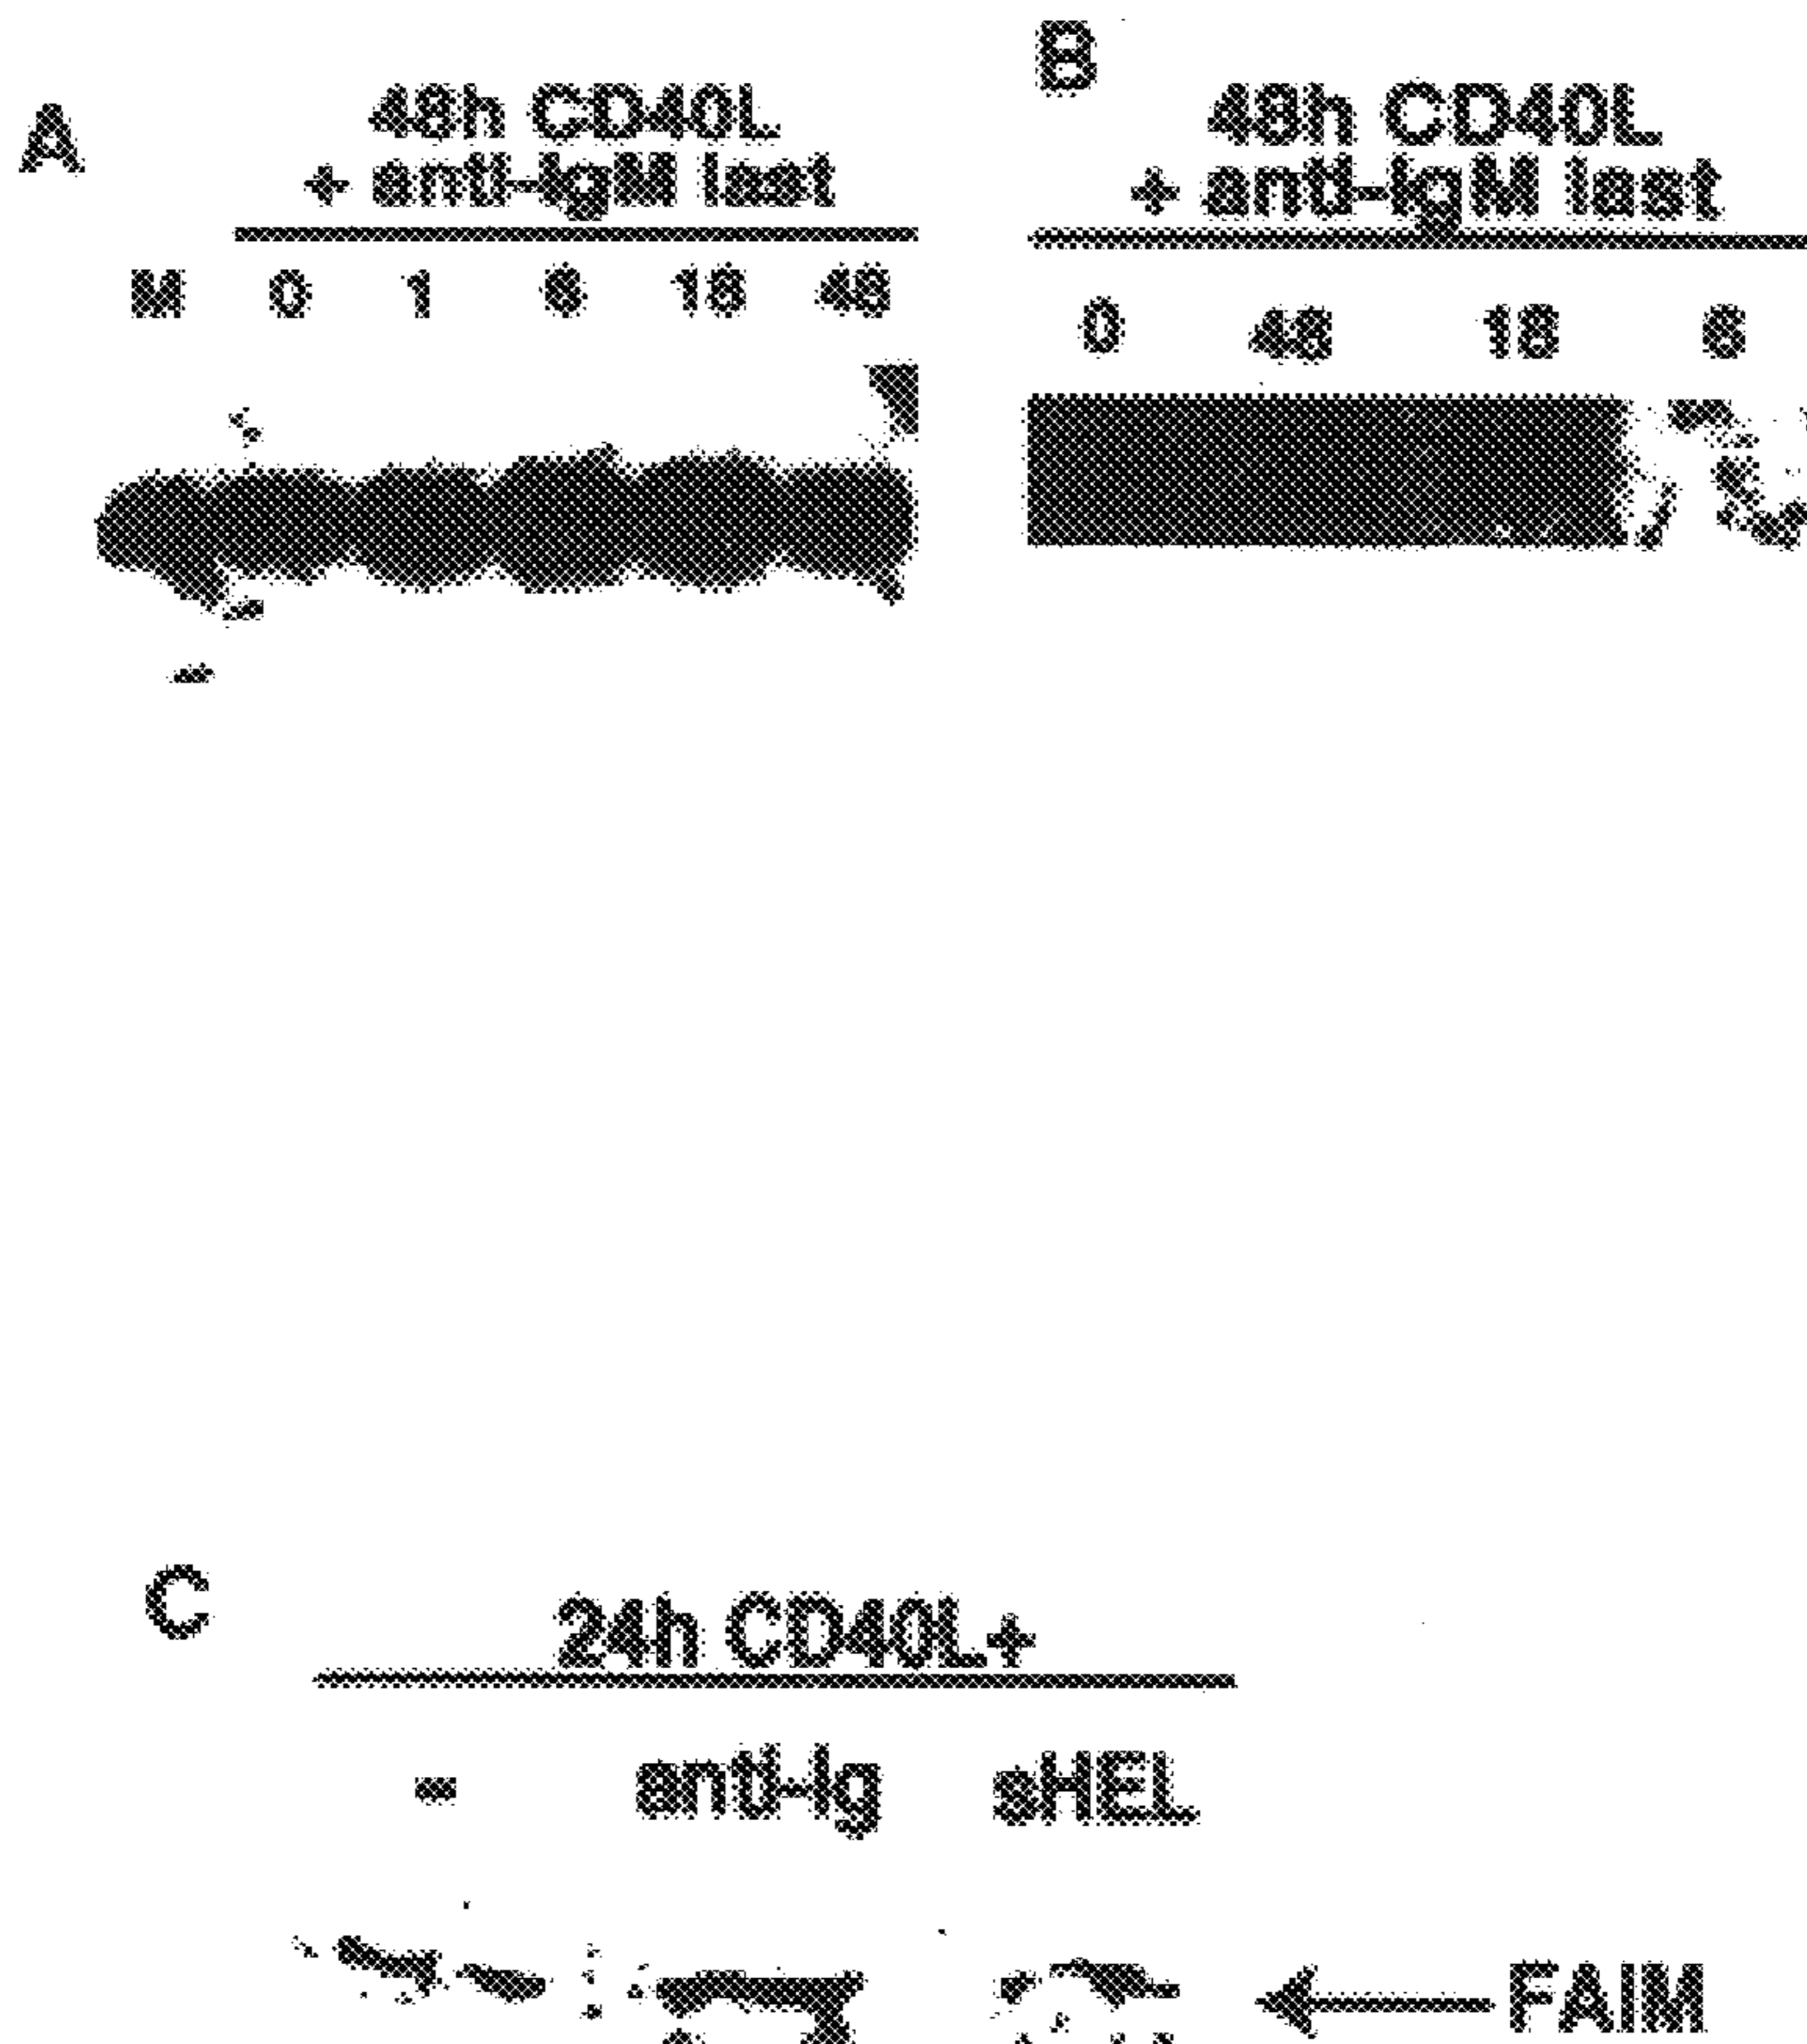 A
48h CD40L
+ anti-IgM last
M 0 1 6 18 48
B
48h CD40L
+ anti-IgM last
0 48 18 6
C
24h CD40L+
- anti-Ig sHEL
FAIM